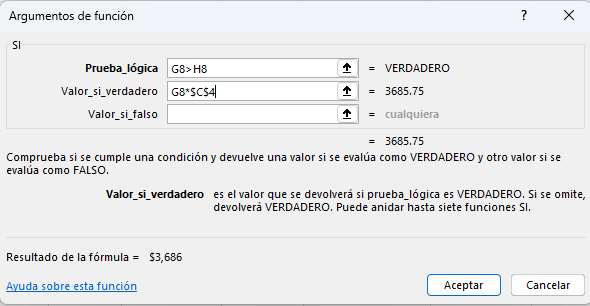 Argumentos de función ? ×
SI
Prueba_lógica G8>H8 = VERDADERO
Valor_si_verdadero G8*$C$4 = 3685.75
Valor_si_falso = cualquiera
= 3685.75
Comprueba si se cumple una condición y devuelve una valor si se evalúa como VERDADERO y otro valor si se
evalúa como FALSO.
Valor_si_verdadero es el valor que se devolverá si prueba_lógica es VERDADERO. Si se omite,
devolverá VERDADERO. Puede anidar hasta siete funciones SI.
Resultado de la fórmula = $3,686
Ayuda sobre esta función Aceptar Cancelar